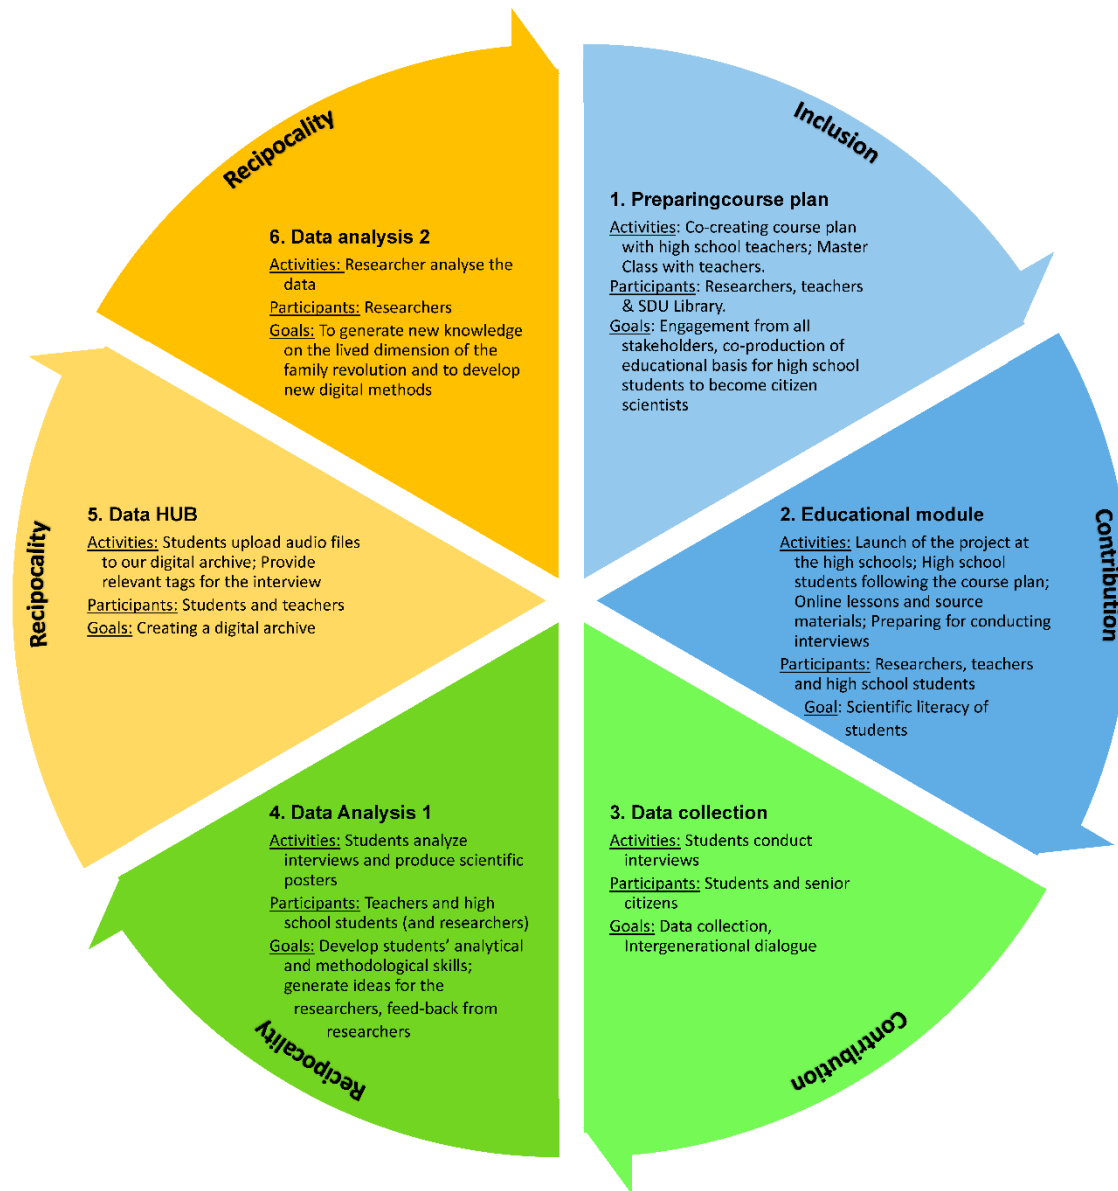 Inclusion
1. Preparingcourse plan
Activities: Co-creating course plan
with high school teachers; Master
Class with teachers.
Participants: Researchers, teachers
& SDU Library.
Goals: Engagement from all
stakeholders, co-production of
educational basis for high school
students to become citizen
scientists
Contribution
2. Educational module
Activities: Launch of the project at
the high schools; High school
students following the course plan;
Online lessons and source
materials; Preparing for conducting
interviews
Participants: Researchers, teachers
and high school students
Goal: Scientific literacy of
students
3. Data collection
Activities: Students conduct
interviews
Participants: Students and senior
citizens
Goals: Data collection,
Intergenerational dialogue
Contribution
4. Data Analysis 1
Activities: Students analyze
interviews and produce scientific
posters
Participants: Teachers and high
school students (and researchers)
Goals: Develop students’ analytical
and methodological skills;
generate ideas for the
researchers, feed-back from
researchers
Recipocality
5. Data HUB
Activities: Students upload audio files
to our digital archive; Provide
relevant tags for the interview
Participants: Students and teachers
Goals: Creating a digital archive
Recipocality
Recipocality
6. Data analysis 2
Activities: Researcher analyse the
data
Participants: Researchers
Goals: To generate new knowledge
on the lived dimension of the
family revolution and to develop
new digital methods